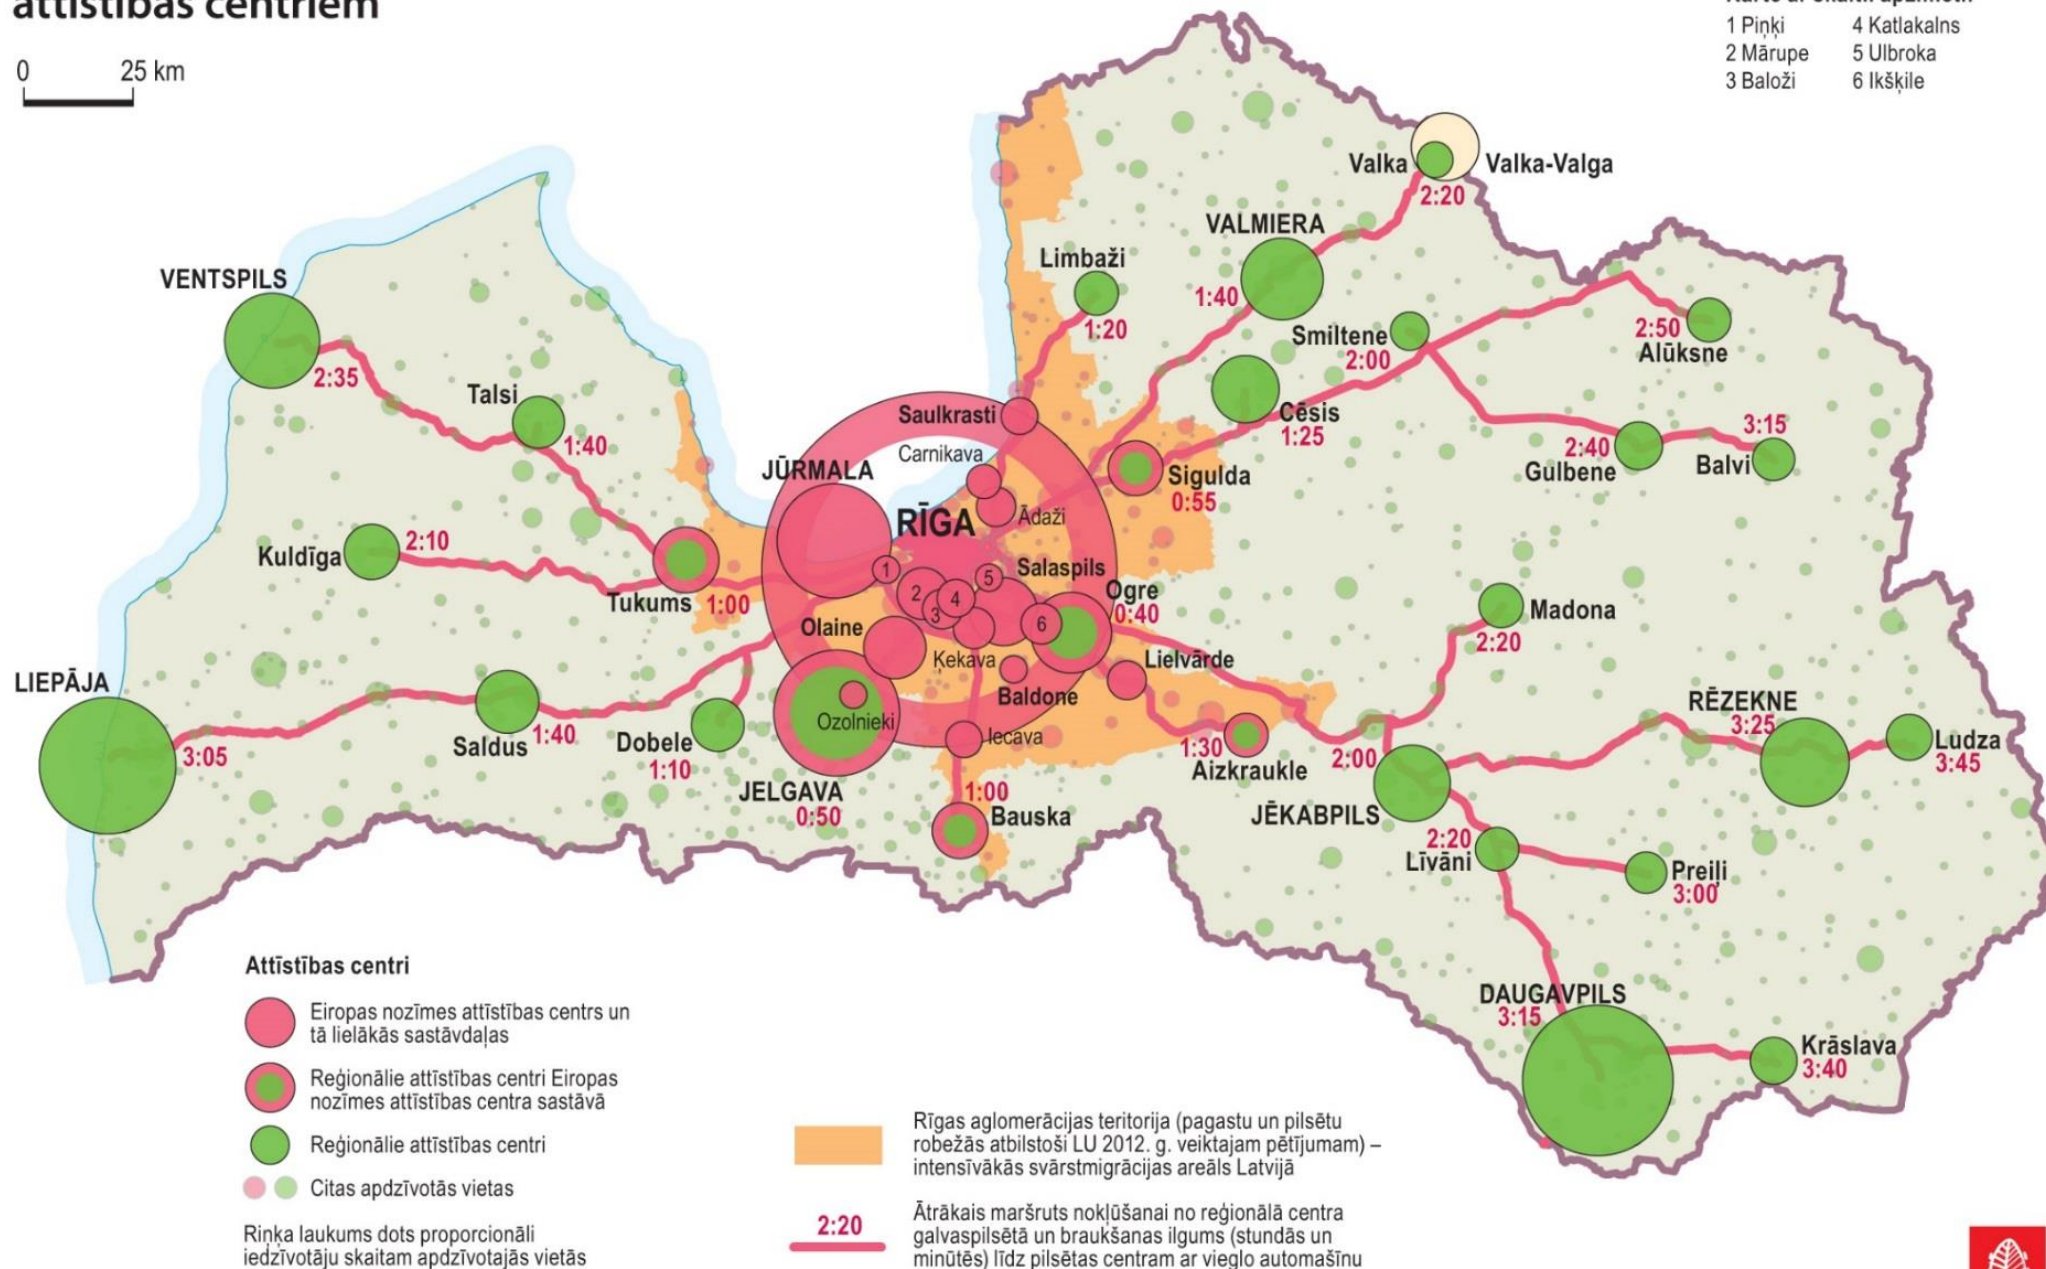 attīstības centriem
0 25 km
1 Piņķi
2 Mārupe
3 Baloži
4 Katlakalns
5 Ulbroka
6 Ikšķile
Valka
Valka-Valga
2:20
VALMIERA
1:40
Limbaži
1:20
VENTSPILS
2:35
Talsi
1:40
Smiltene
2:00
2:50
Alūksne
Cēsis
1:25
3:15
2:40
Gulbene
Balvi
Saulkrasti
Carnikava
JŪRMALA
RĪGA
Ādaži
Sigulda
0:55
Kuldīga
2:10
Tukums
1:00
1
2
3
4
5
6
Salaspils
Ogre
0:40
Olaine
Ķekava
Baldone
Lielvārde
Madona
2:20
LIEPĀJA
3:05
Saldus
1:40
Dobele
1:10
Ozolnieki
JELGAVA
0:50
Iecava
1:00
Bauska
1:30
Aizkraukle
2:00
JĒKABPILS
RĒZEKNE
3:25
Ludza
3:45
2:20
Līvāni
Preiļi
3:00
DAUGAVPILS
3:15
Krāslava
3:40
Attīstības centri
Eiropas nozīmes attīstības centrs un
tā lielākās sastāvdaļas
Reģionālie attīstības centri Eiropas
nozīmes attīstības centra sastāvā
Reģionālie attīstības centri
Citas apdzīvotās vietas
Riņķa laukums dots proporcionāli
iedzīvotāju skaitam apdzīvotajās vietās
Rīgas aglomerācijas teritorija (pagastu un pilsētu
robežās atbilstoši LU 2012. g. veiktajam pētījumam) –
intensīvākās svārstmigrācijas areāls Latvijā
2:20
Ātrākais maršruts nokļūšanai no reģionālā centra
galvaspilsētā un braukšanas ilgums (stundās un
minūtēs) līdz pilsētas centram ar vieglo automašīnu